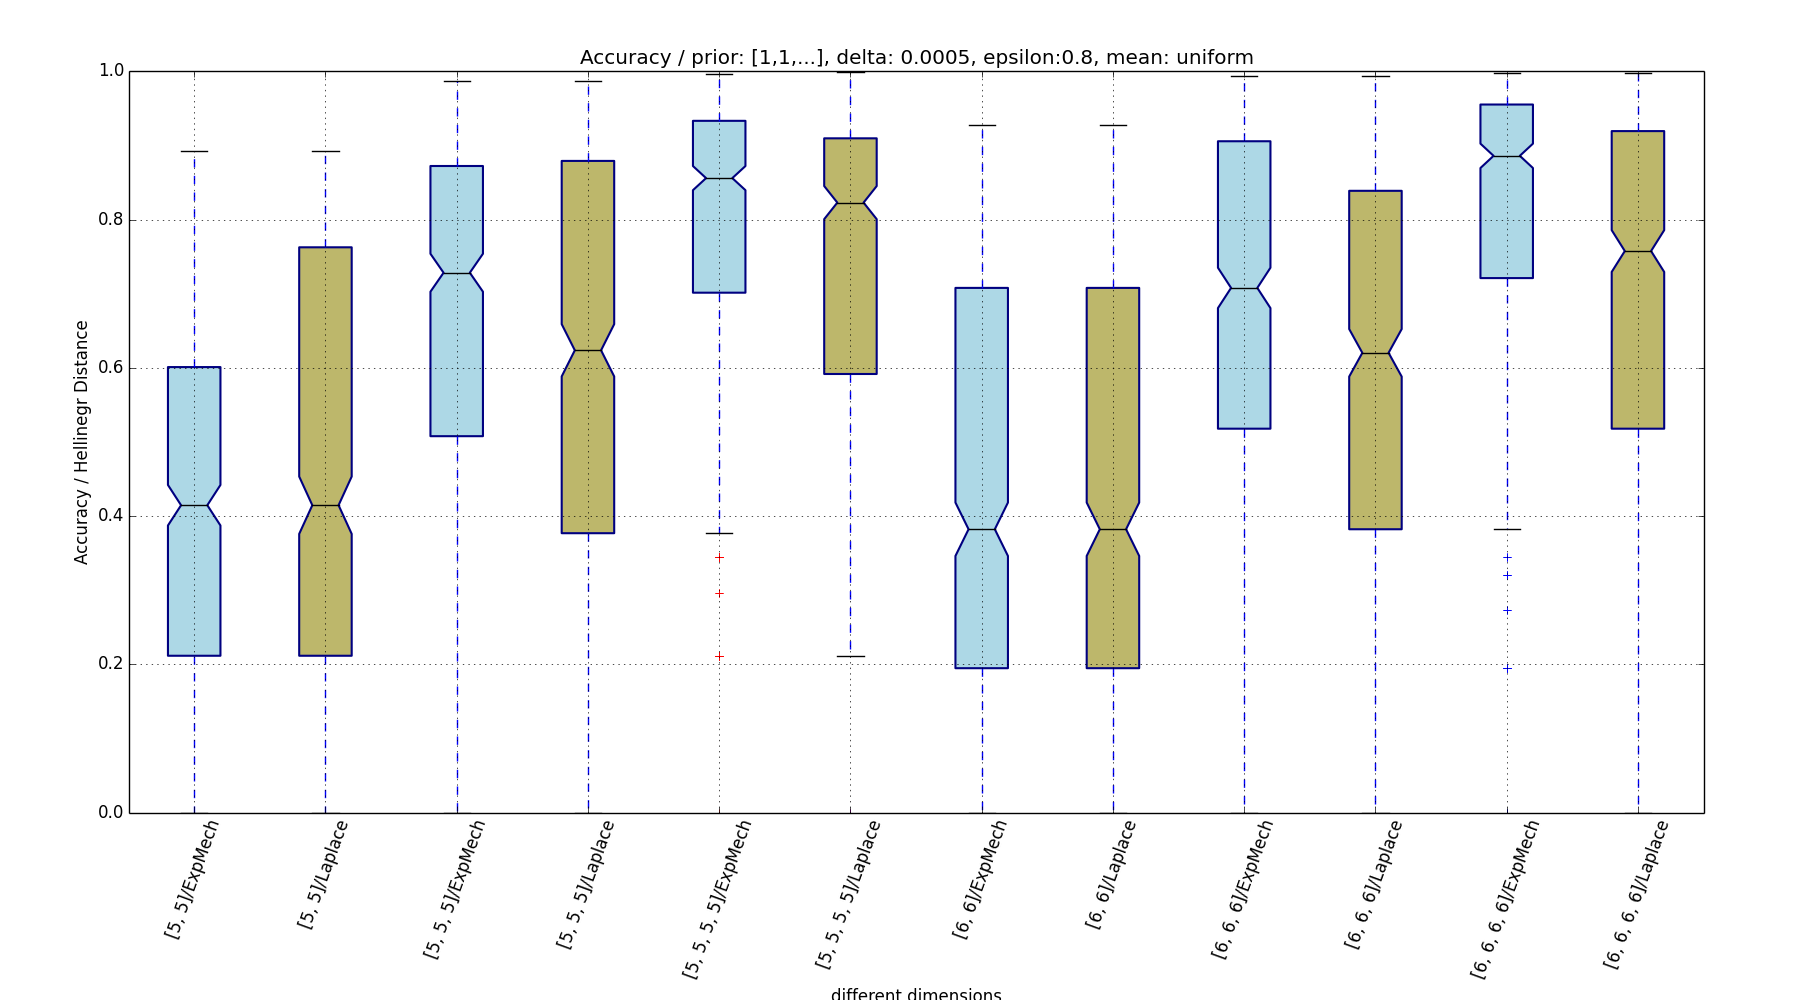 Accuracy / prior: [1,1,...], delta: 0.0005, epsilon:0.8, mean: uniform
1.0
0.8
0.6
0.4
0.2
0.0
Accuracy / Hellinegr Distance
[5, 5]/ExpMech
[5, 5]/Laplace
[5, 5, 5]/ExpMech
[5, 5, 5]/Laplace
[5, 5, 5, 5]/ExpMech
[5, 5, 5, 5]/Laplace
[6, 6]/ExpMech
[6, 6]/Laplace
[6, 6, 6]/ExpMech
[6, 6, 6]/Laplace
[6, 6, 6, 6]/ExpMech
[6, 6, 6, 6]/Laplace
different dimensions